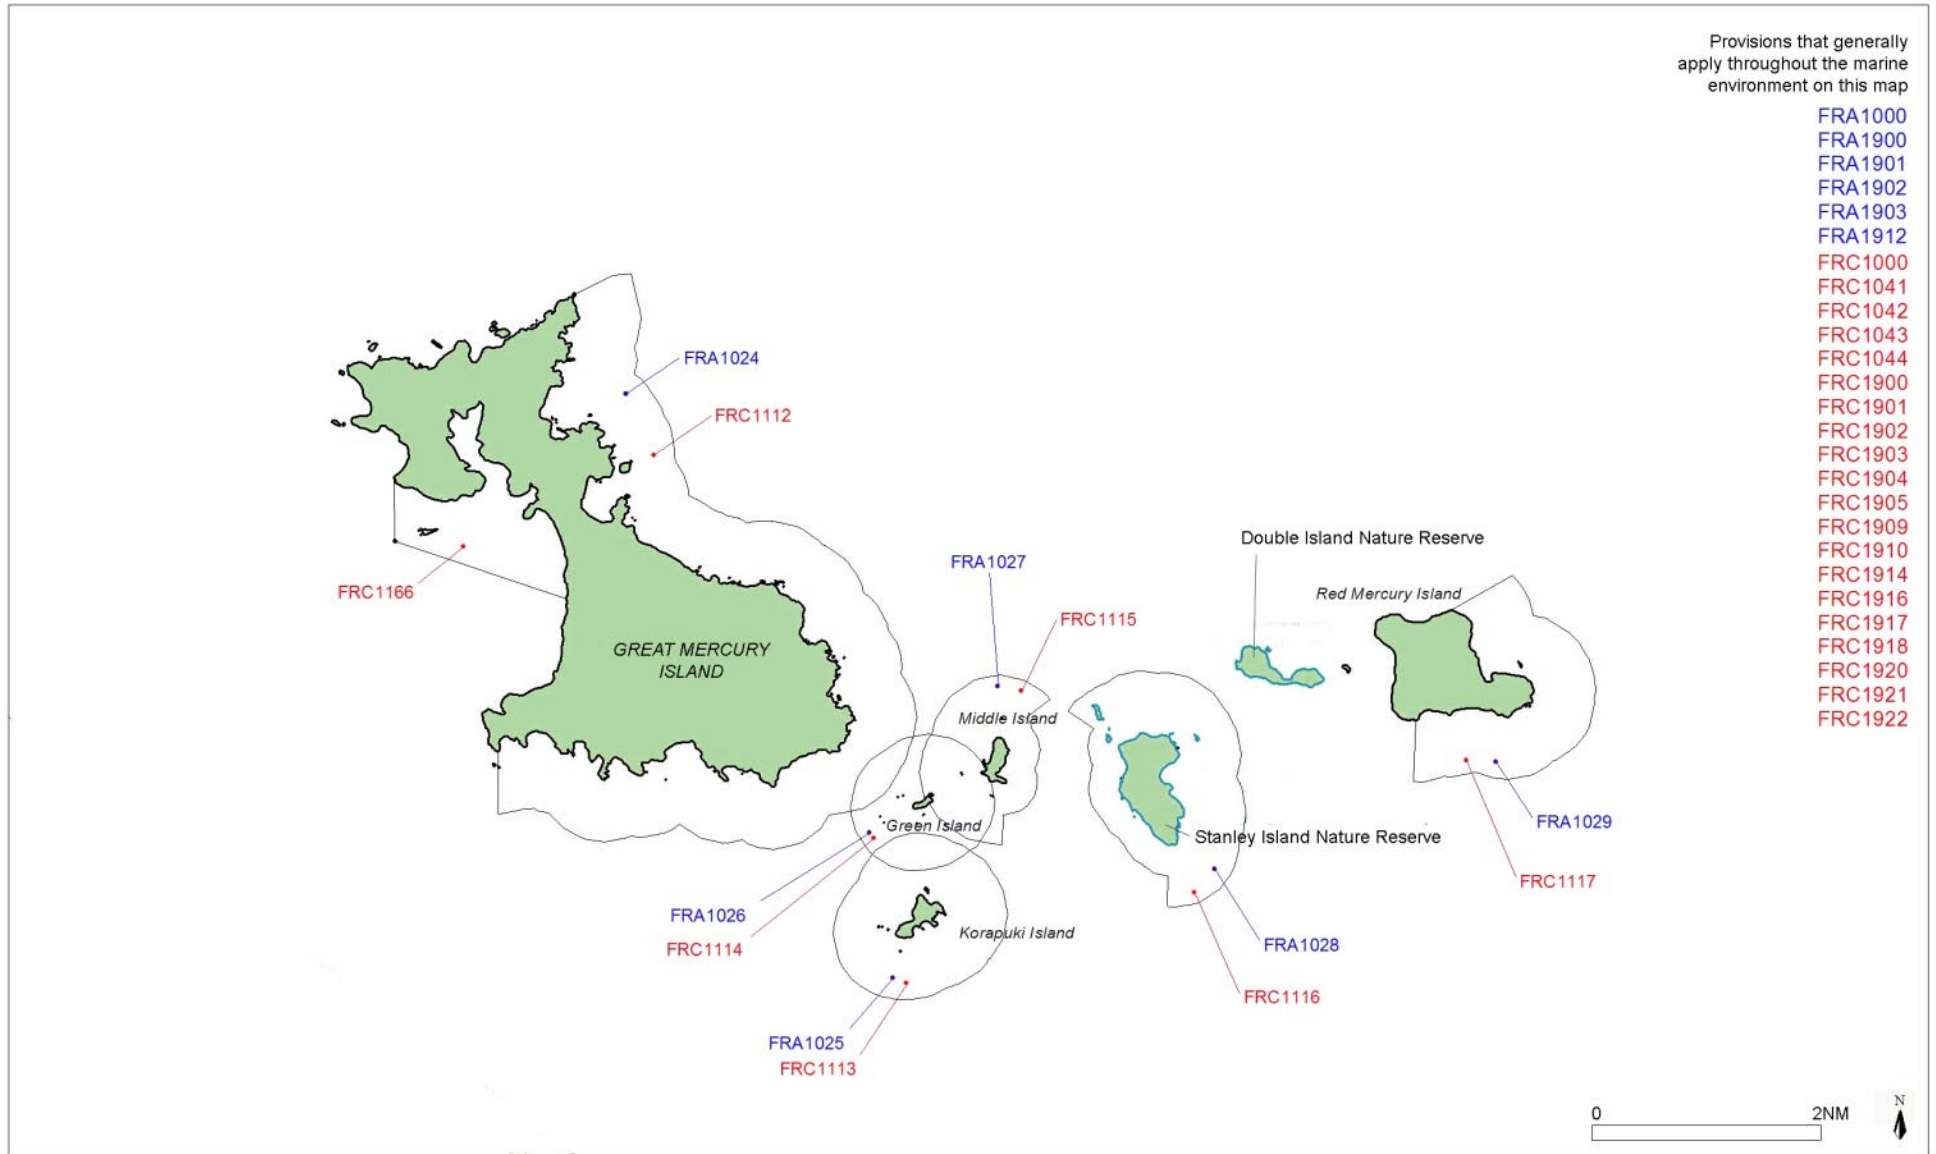 Provisions that generally
apply throughout the marine
environment on this map
FRA1000
FRA1900
FRA1901
FRA1902
FRA1903
FRA1912
FRC1000
FRC1041
FRC1042
FRC1043
FRC1044
FRC1900
FRC1901
FRC1902
FRC1903
FRC1904
FRC1905
FRC1909
FRC1910
FRC1914
FRC1916
FRC1917
FRC1918
FRC1920
FRC1921
FRC1922
FRA1024
FRC1112
Double Island Nature Reserve
FRA1027
FRC1166
Red Mercury Island
FRC1115
GREAT MERCURY
ISLAND
Middle Island
FRA1029
Green Island
Stanley Island Nature Reserve
FRC1117
FRA1026
Korapuki Island
FRC1114
FRA1028
FRC1116
FRA1025
FRC1113
0 2NM
N